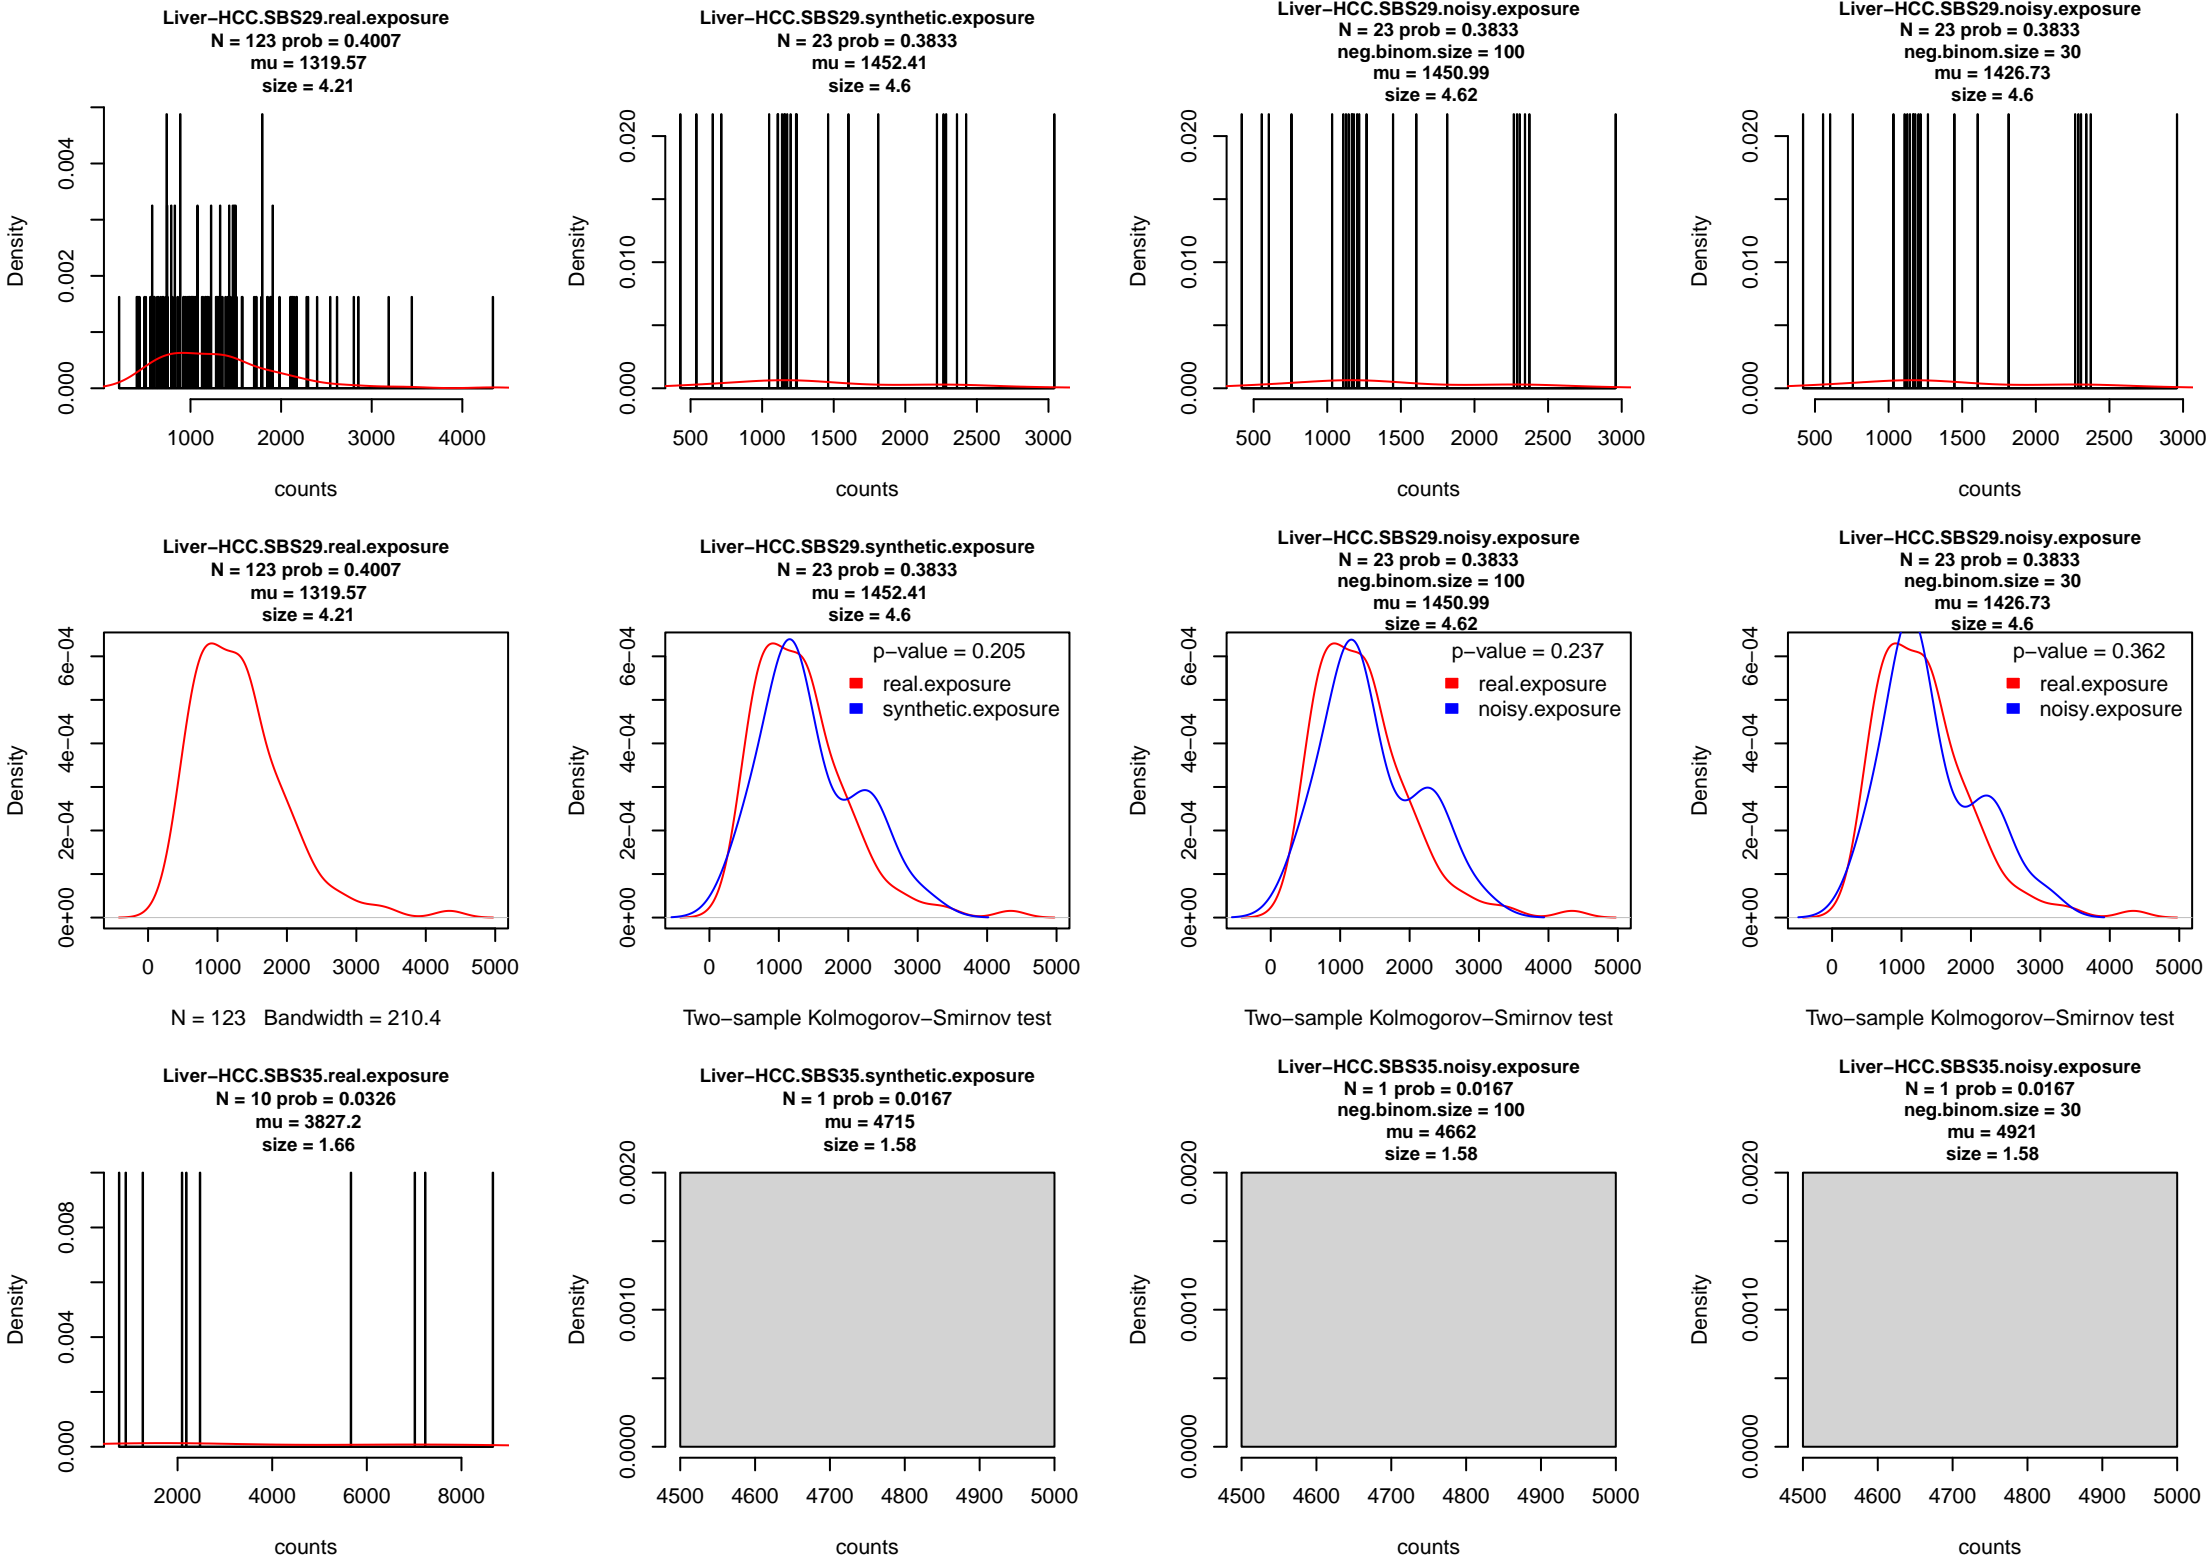 Liver−HCC.SBS29.real.exposure
N = 123 prob = 0.4007
mu = 1319.57
size = 4.21
Density
0.000 0.002 0.004
1000 2000 3000 4000
counts
Liver−HCC.SBS29.synthetic.exposure
N = 23 prob = 0.3833
mu = 1452.41
size = 4.6
Density
0.000 0.010 0.020
500 1000 1500 2000 2500 3000
counts
Liver−HCC.SBS29.noisy.exposure
N = 23 prob = 0.3833
neg.binom.size = 100
mu = 1450.99
size = 4.62
Density
0.000 0.010 0.020
500 1000 1500 2000 2500 3000
counts
Liver−HCC.SBS29.noisy.exposure
N = 23 prob = 0.3833
neg.binom.size = 30
mu = 1426.73
size = 4.6
Density
0.000 0.010 0.020
500 1000 1500 2000 2500 3000
counts
Liver−HCC.SBS29.real.exposure
N = 123 prob = 0.4007
mu = 1319.57
size = 4.21
Density
0e+00 2e−04 4e−04 6e−04
0 1000 2000 3000 4000 5000
N = 123 Bandwidth = 210.4
Liver−HCC.SBS29.synthetic.exposure
N = 23 prob = 0.3833
mu = 1452.41
size = 4.6
p−value = 0.205
real.exposure
synthetic.exposure
Density
0e+00 2e−04 4e−04 6e−04
0 1000 2000 3000 4000 5000
Two−sample Kolmogorov−Smirnov test
Liver−HCC.SBS29.noisy.exposure
N = 23 prob = 0.3833
neg.binom.size = 100
mu = 1450.99
size = 4.62
p−value = 0.237
real.exposure
noisy.exposure
Density
0e+00 2e−04 4e−04 6e−04
0 1000 2000 3000 4000 5000
Two−sample Kolmogorov−Smirnov test
Liver−HCC.SBS29.noisy.exposure
N = 23 prob = 0.3833
neg.binom.size = 30
mu = 1426.73
size = 4.6
p−value = 0.362
real.exposure
noisy.exposure
Density
0e+00 2e−04 4e−04 6e−04
0 1000 2000 3000 4000 5000
Two−sample Kolmogorov−Smirnov test
Liver−HCC.SBS35.real.exposure
N = 10 prob = 0.0326
mu = 3827.2
size = 1.66
Density
0.000 0.004 0.008
2000 4000 6000 8000
counts
Liver−HCC.SBS35.synthetic.exposure
N = 1 prob = 0.0167
mu = 4715
size = 1.58
Density
0.0000 0.0010 0.0020
4500 4600 4700 4800 4900 5000
counts
Liver−HCC.SBS35.noisy.exposure
N = 1 prob = 0.0167
neg.binom.size = 100
mu = 4662
size = 1.58
Density
0.0000 0.0010 0.0020
4500 4600 4700 4800 4900 5000
counts
Liver−HCC.SBS35.noisy.exposure
N = 1 prob = 0.0167
neg.binom.size = 30
mu = 4921
size = 1.58
Density
0.0000 0.0010 0.0020
4500 4600 4700 4800 4900 5000
counts